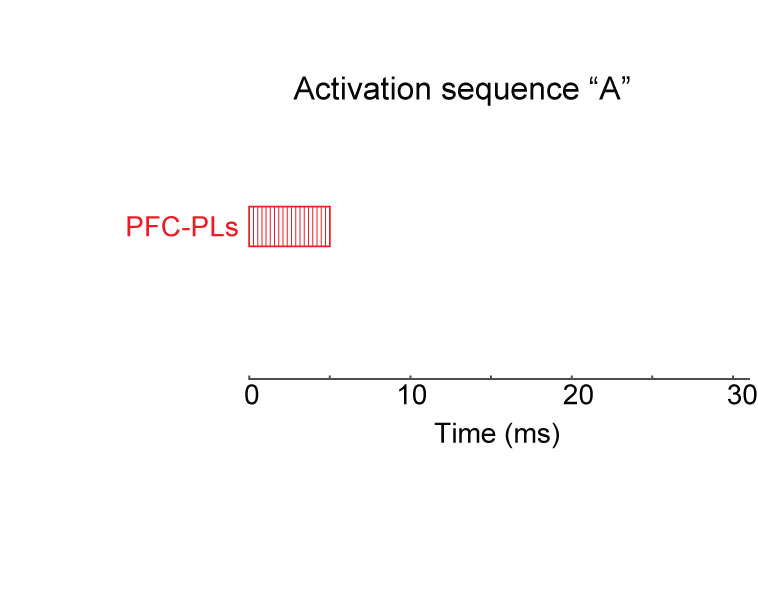 Activation sequence “A”
PFC-PLs
0 10 20 30
Time (ms)